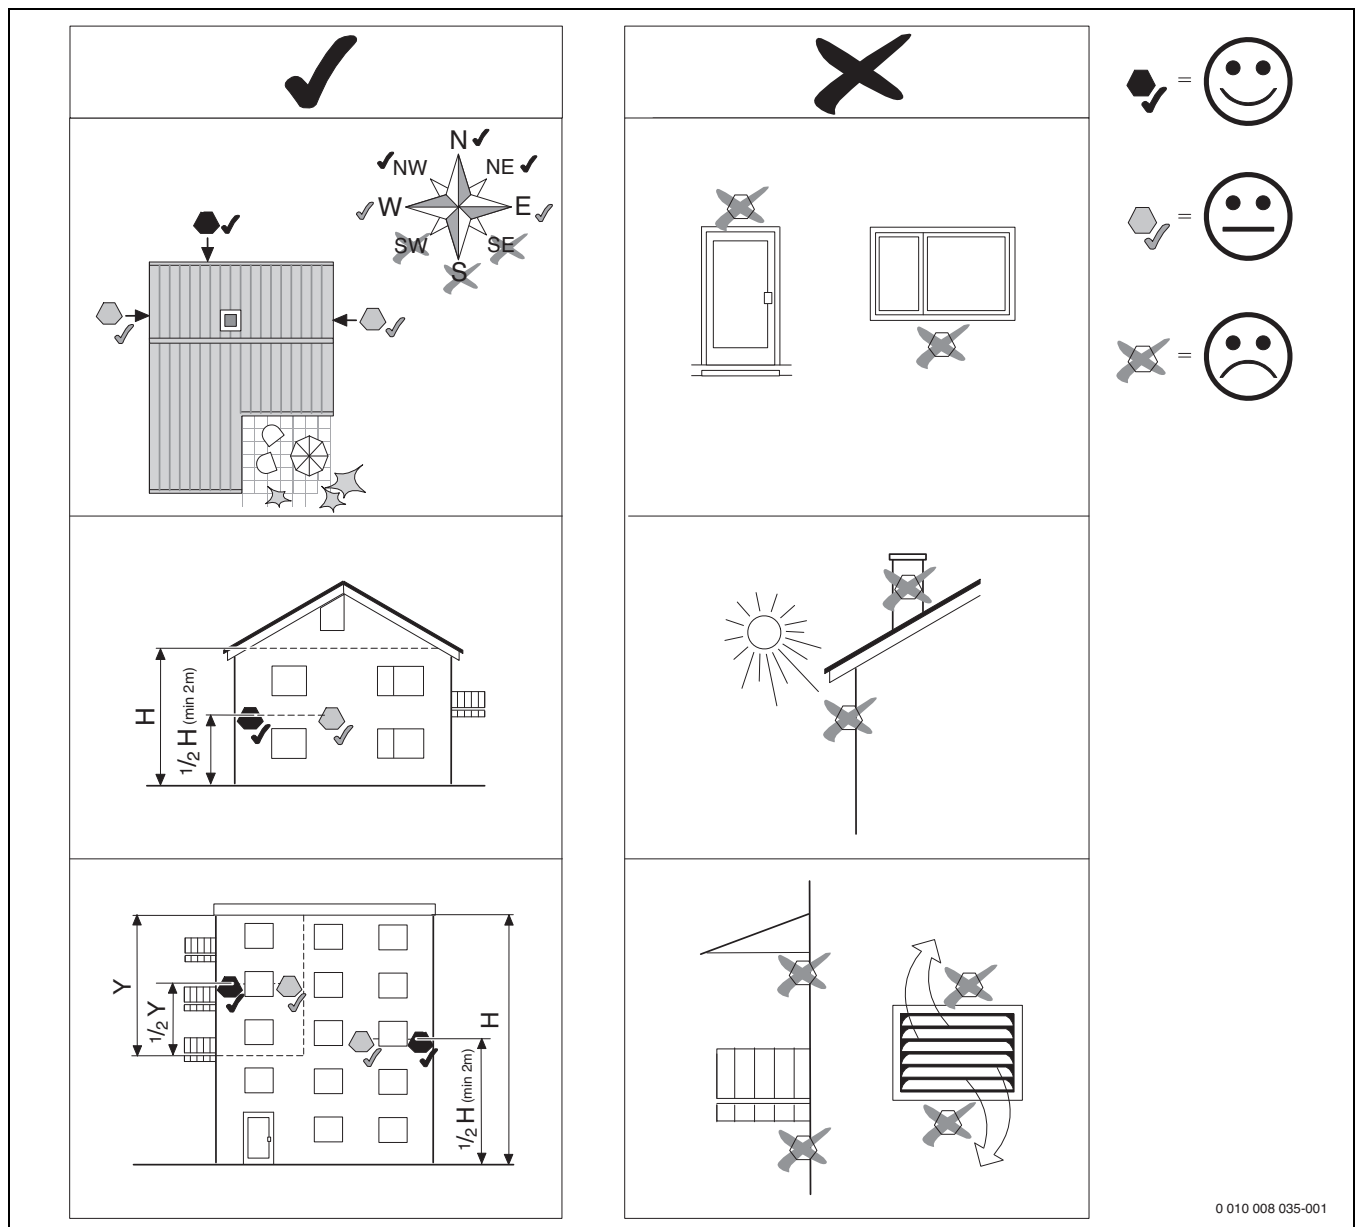 N
NW
NE
W
E
SW
SE
S
=
=
=
H
1/2 H (min 2m)
Y
1/2 Y
H
1/2 H (min 2m)
0 010 008 035-001